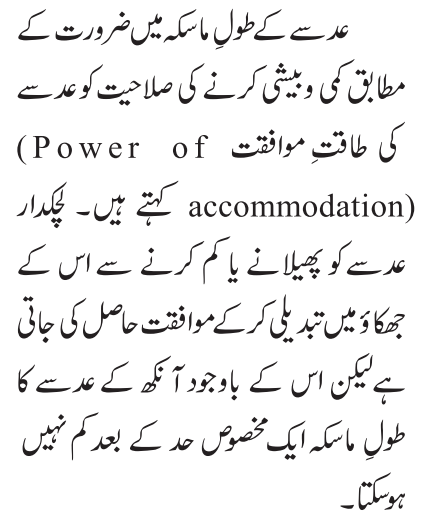 عدسے کے طولِ ماسکہ میں ضرورت کے
مطابق کمی و بیشی کرنے کی صلاحیت کو عدسے
کی طاقتِ موافقت (Power of
accommodation) کہتے ہیں۔ لچکدار
عدسے کو پھیلانے یا کم کرنے سے اس کے
جھکاؤ میں تبدیلی کر کے موافقت حاصل کی جاتی
ہے لیکن اس کے باوجود آنکھ کے عدسے کا
طولِ ماسکہ ایک مخصوص حد کے بعد کم نہیں
ہوسکتا۔